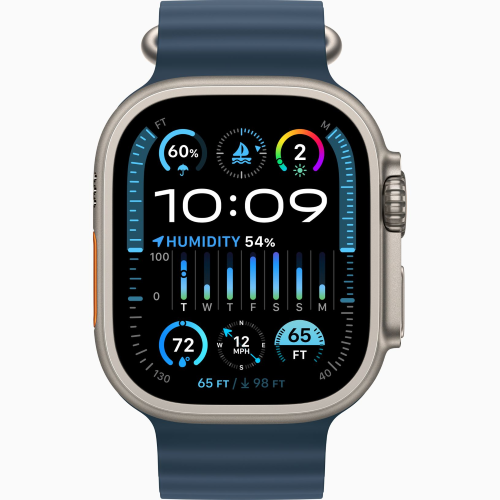 FT
M
60%
2
10:09
HUMIDITY 54%
100
0
T W T F S S M
72
N
W 12 E
MPH
S
65
FT
130
40
65 FT / 98 FT